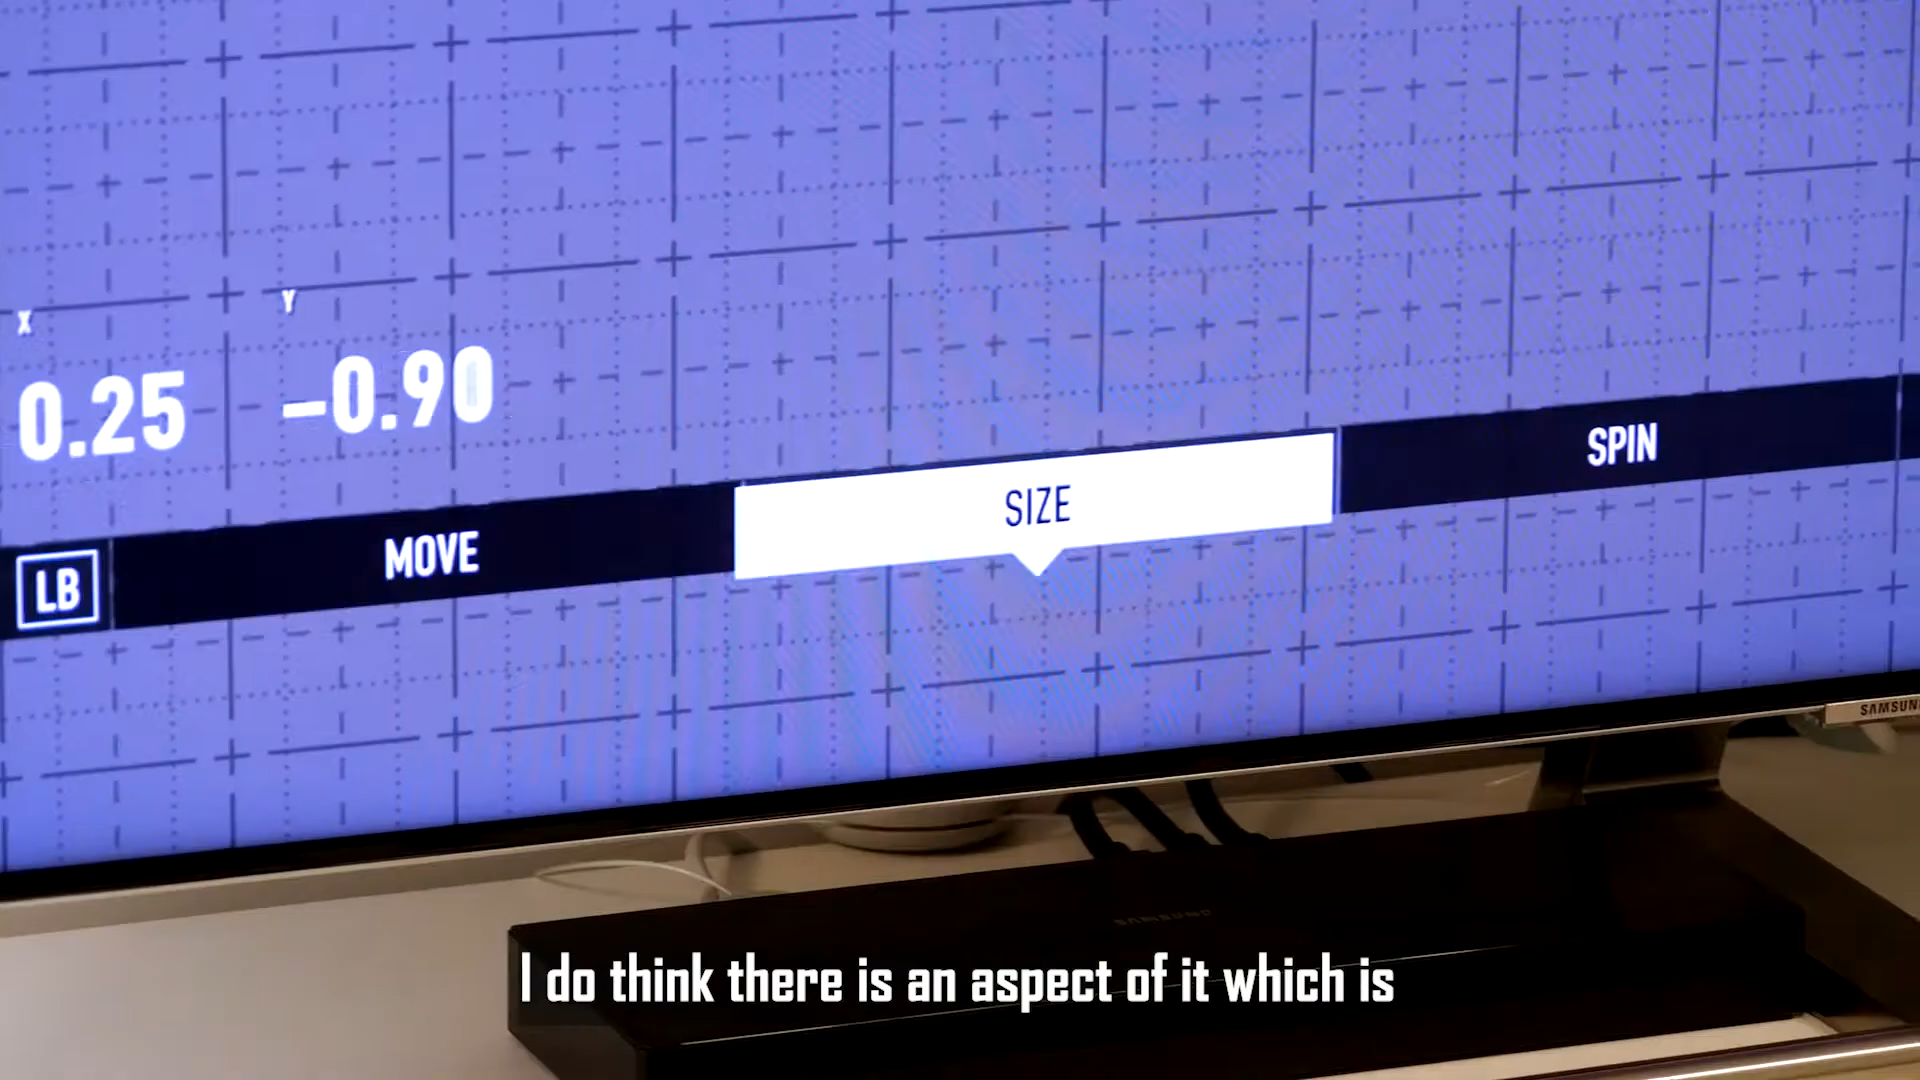 X
Y
0.25
-0.90
LB
MOVE
SIZE
SPIN
SAMSUN
SAMSUNG
I do think there is an aspect of it which is